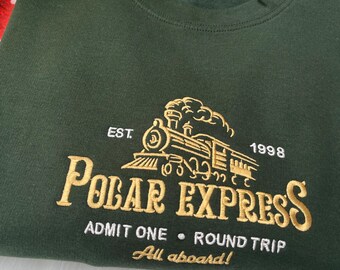 EST. 1998
POLAR EXPRESS
ADMIT ONE • ROUND TRIP
All aboard!